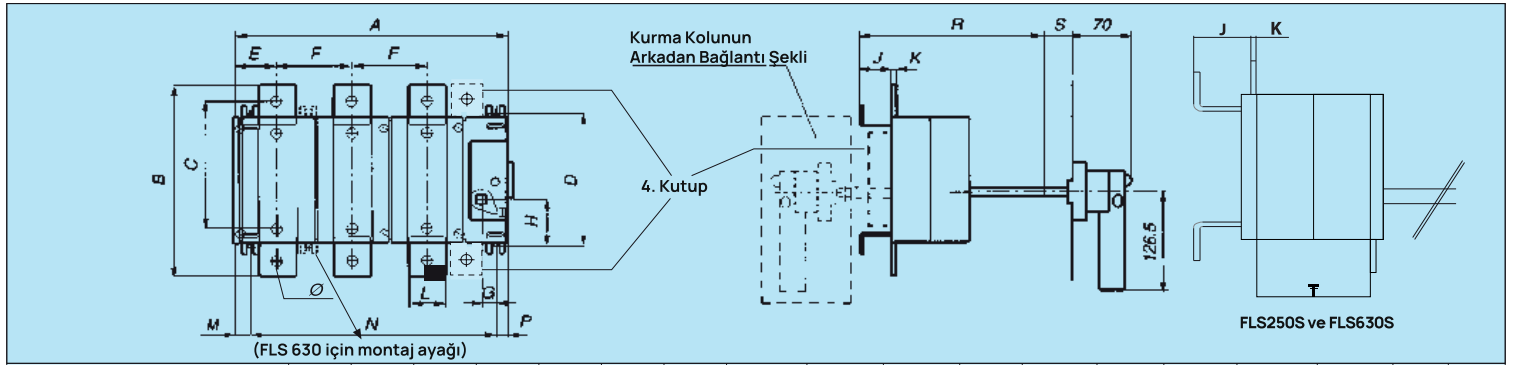 A
E
F
F
B
C
D
H
I
Ø
L
G
M
N
P
(FLS 630 için montaj ayağı)
Kurma Kolunun
Arkadan Bağlantı Şekli
4. Kutup
R
S
70
J
K
126.5
J
K
T
FLS250S ve FLS630S